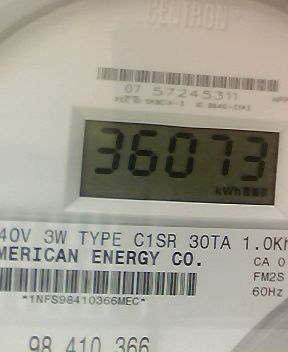 CENTRON
07 57245311
36073
kWh
40V 3W TYPE C1SR 30TA 1.0Kh
MERICAN ENERGY CO.
CA 0
FM2S
60Hz
*1NFS98410366MEC*
98 410 366